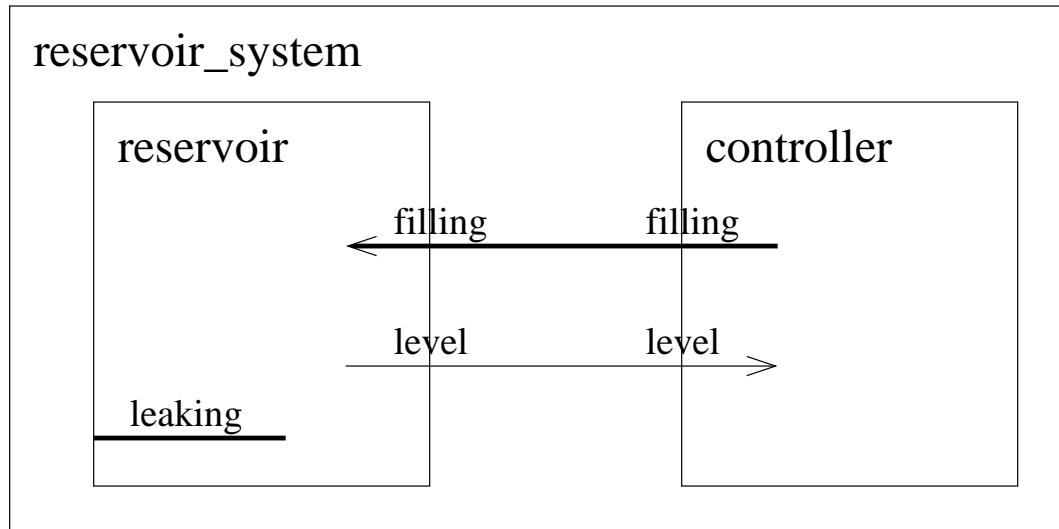 reservoir_system
reservoir
controller
filling
filling
level
level
leaking